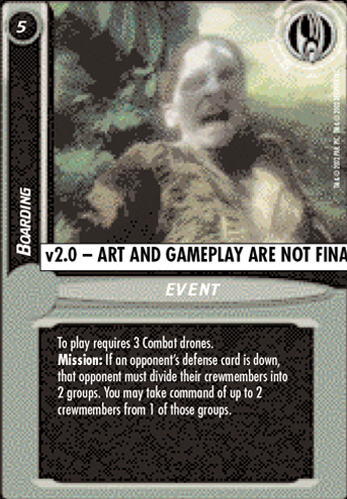 5
BOARDING
v2.0 – ART AND GAMEPLAY ARE NOT FINA
EVENT
To play requires 3 Combat drones.
Mission: If an opponent's defense card is down,
that opponent must divide their crewmembers into
2 groups. You may take command of up to 2
crewmembers from 1 of those groups.